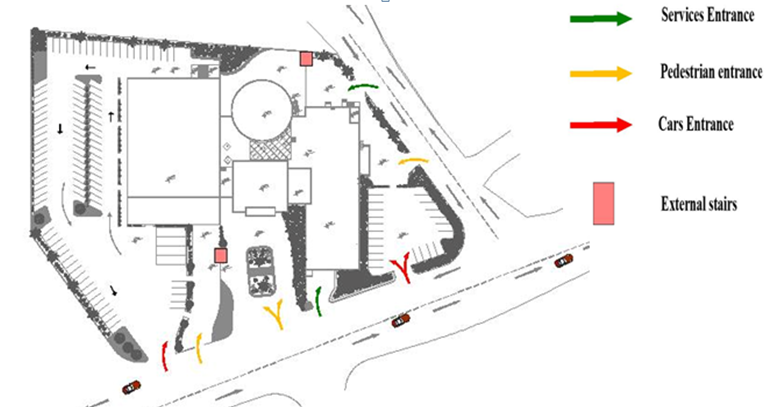 Services Entrance
Pedestrian entrance
Cars Entrance
External stairs